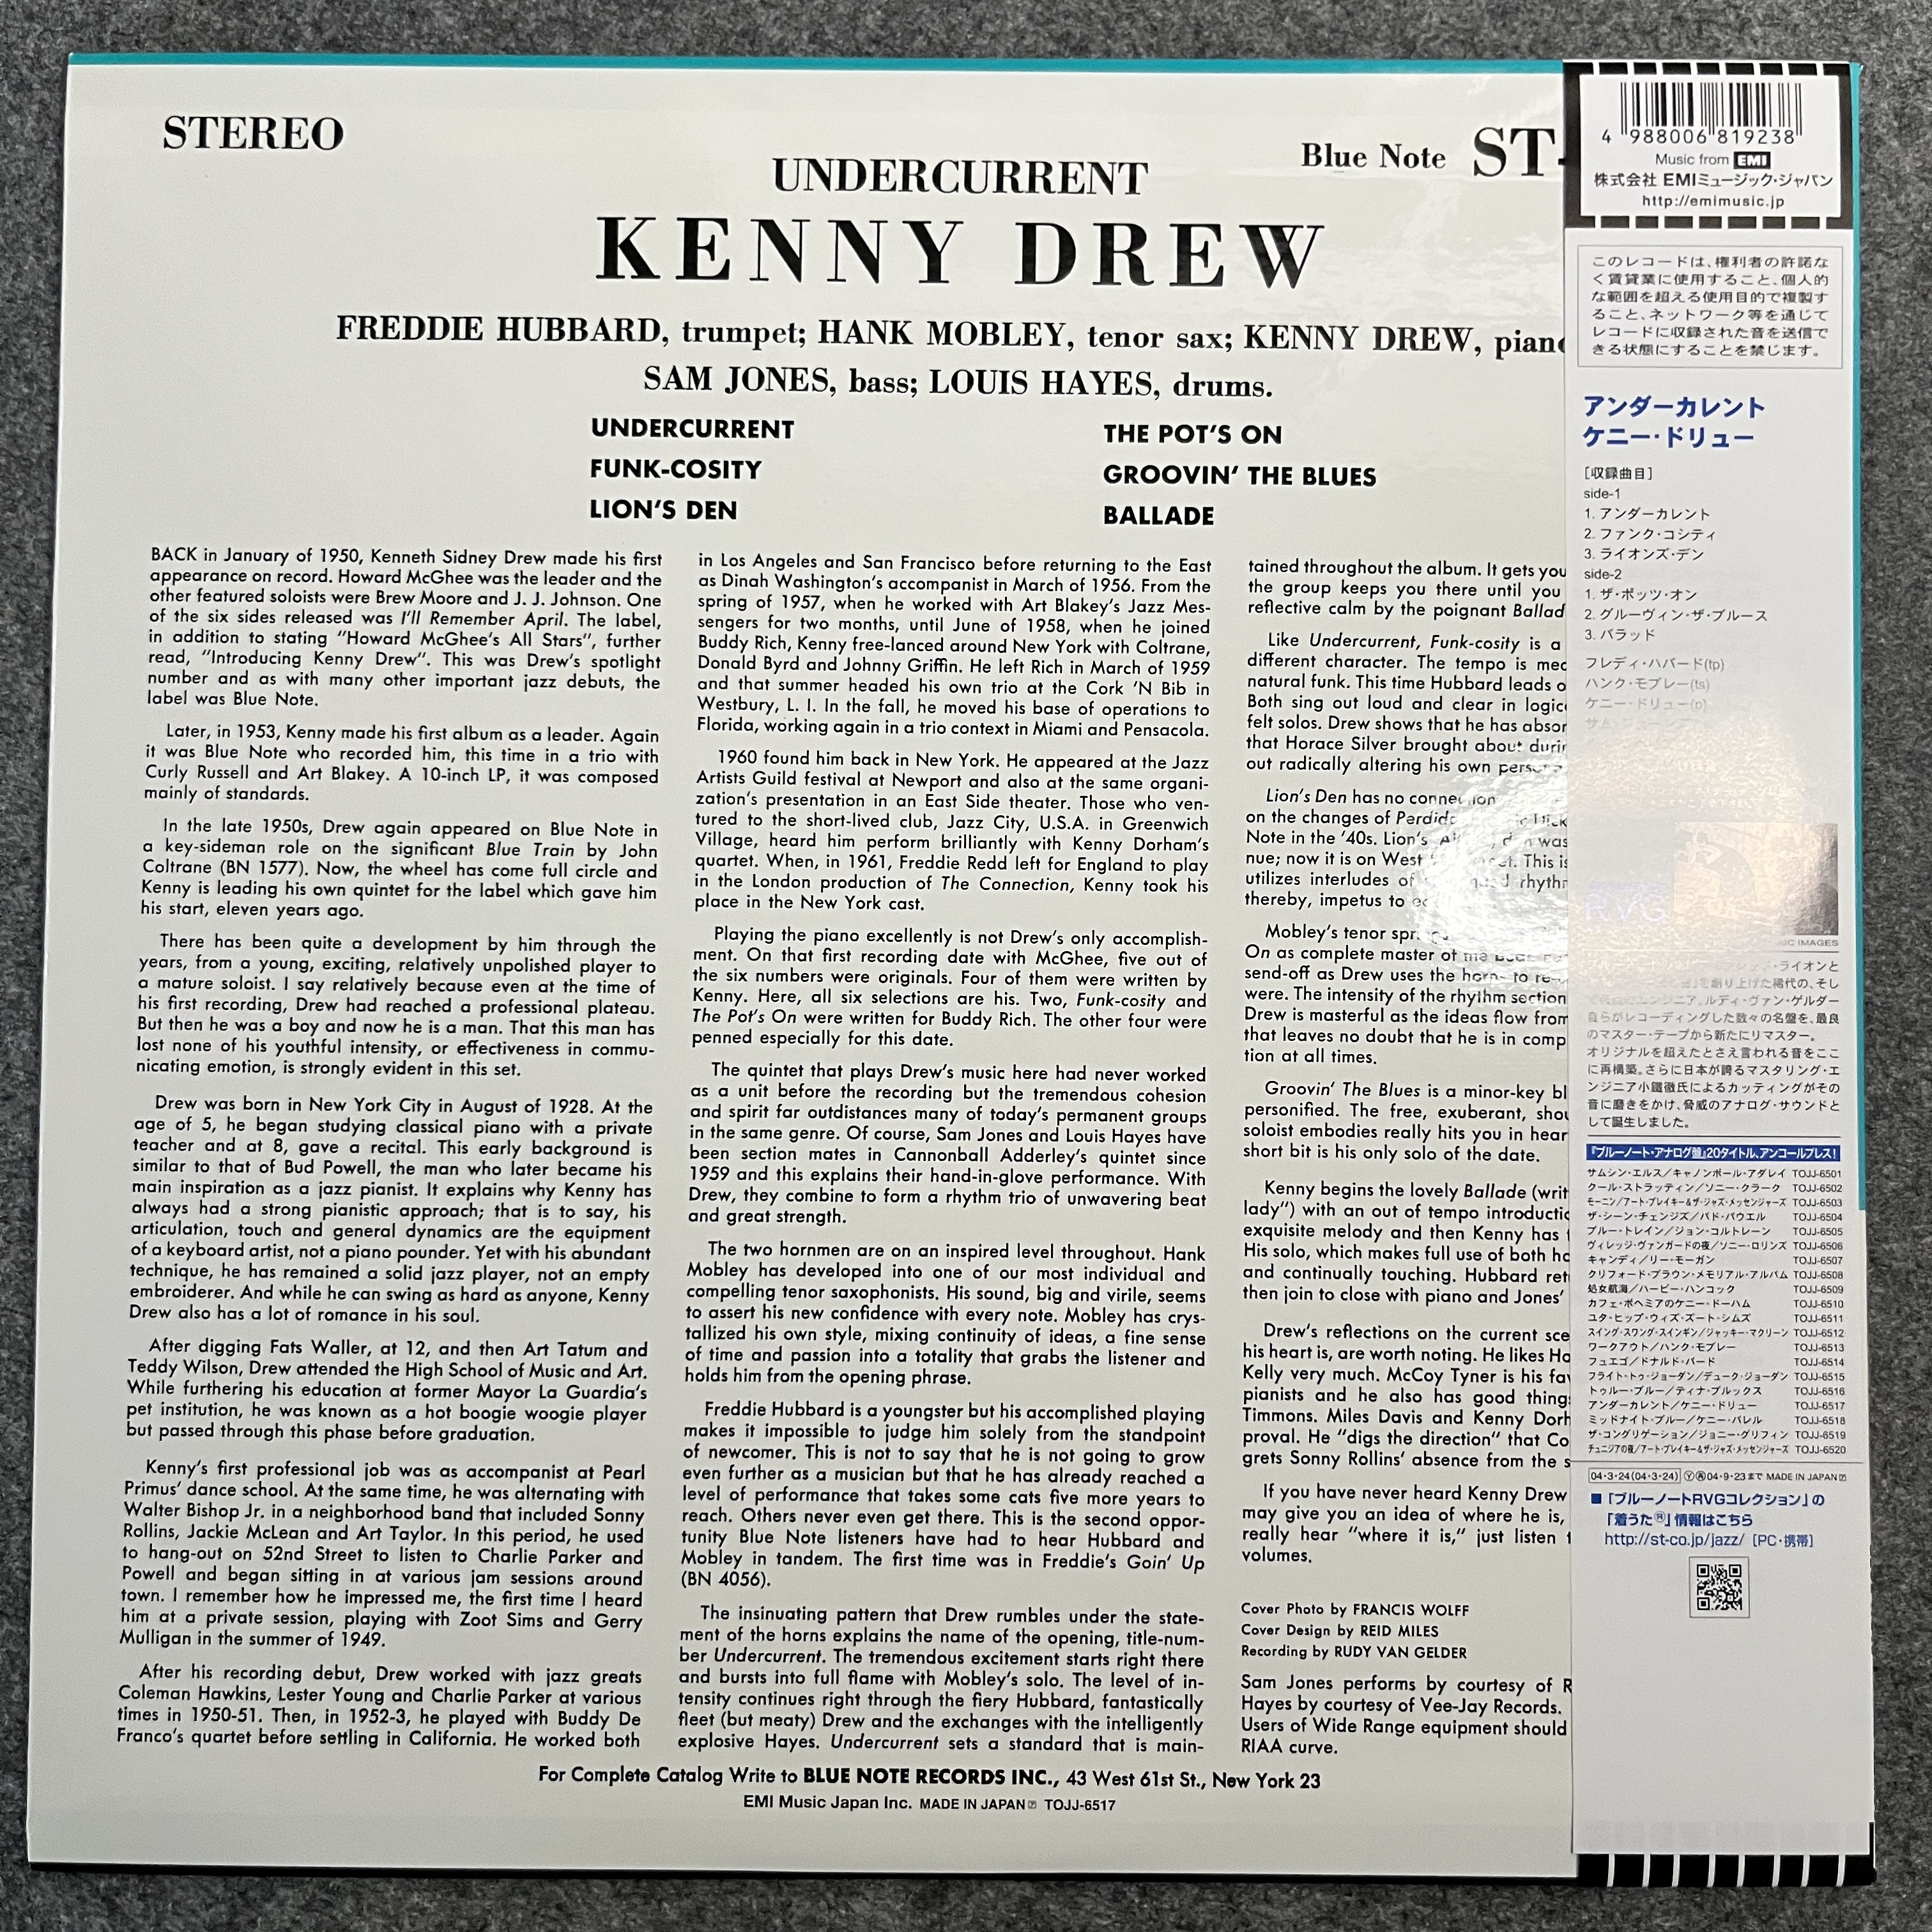 STEREO
Blue Note ST-
UNDERCURRENT
KENNY DREW
FREDDIE HUBBARD, trumpet; HANK MOBLEY, tenor sax; KENNY DREW,
SAM JONES, bass; LOUIS HAYES, drums.
UNDERCURRENT
FUNK-COSITY
LION'S DEN
THE POT'S ON
GROOVIN' THE BLUES
BALLADE
BACK in January of 1950, Kenneth Sidney Drew made his first
appearance on record. Howard McGhee was the leader and the
other featured soloists were Brew Moore and J. J. Johnson. One
of the six sides released was I'll Remember April. The label,
in addition to stating "Howard McGhee's All Stars", further
read, "Introducing Kenny Drew". This was Drew's spotlight
number and as with many other important jazz debuts, the
label was Blue Note.
Later, in 1953, Kenny made his first album as a leader. Again
it was Blue Note who recorded him, this time in a trio with
Curly Russell and Art Blakey. A 10-inch LP, it was composed
mainly of standards.
In the late 1950s, Drew again appeared on Blue Note in
a key-sideman role on the significant Blue Train by John
Coltrane (BN 1577). Now, the wheel has come full circle and
Kenny is leading his own quintet for the label which gave him
his start, eleven years ago.
There has been quite a development by him through the
years, from a young, exciting, relatively unpolished player to
a mature soloist. I say relatively because even at the time of
his first recording, Drew had reached a professional plateau.
But then he was a boy and now he is a man. That this man has
lost none of his youthful intensity, or effectiveness in commu-
nicating emotion, is strongly evident in this set.
Drew was born in New York City in August of 1928. At the
age of 5, he began studying classical piano with a private
teacher and at 8, gave a recital. This early background is
similar to that of Bud Powell, the man who later became his
main inspiration as a jazz pianist. It explains why Kenny has
always had a strong pianistic approach; that is to say, his
articulation, touch and general dynamics are the equipment
of a keyboard artist, not a piano pounder. Yet with his abundant
technique, he has remained a solid jazz player, not an empty
embroiderer. And while he can swing as hard as anyone, Kenny
Drew also has a lot of romance in his soul.
After digging Fats Waller, at 12, and then Art Tatum and
Teddy Wilson, Drew attended the High School of Music and Art.
While furthering his education at former Mayor La Guardia's
pet institution, he was known as a hot boogie woogie player
but passed through this phase before graduation.
Kenny's first professional job was as accompanist at Pearl
Primus' dance school. At the same time, he was alternating with
Walter Bishop Jr. in a neighborhood band that included Sonny
Rollins, Jackie McLean and Art Taylor. In this period, he used
to hang-out on 52nd Street to listen to Charlie Parker and
Powell and began sitting in at various jam sessions around
town. I remember how he impressed me, the first time I heard
him at a private session, playing with Zoot Sims and Gerry
Mulligan in the summer of 1949.
After his recording debut, Drew worked with jazz greats
Coleman Hawkins, Lester Young and Charlie Parker at various
times in 1950-51. Then, in 1952-3, he played with Buddy De
Franco's quartet before settling in California. He worked both
in Los Angeles and San Francisco before returning to the East
as Dinah Washington's accompanist in March of 1956. From the
spring of 1957, when he worked with Art Blakey's Jazz Mes-
sengers for two months, until June of 1958, when he joined
Buddy Rich, Kenny free-lanced around New York with Coltrane,
Donald Byrd and Johnny Griffin. He left Rich in March of 1959
and that summer headed his own trio at the Cork 'N Bib in
Westbury, L. I. In the fall, he moved his base of operations to
Florida, working again in a trio context in Miami and Pensacola.
1960 found him back in New York. He appeared at the Jazz
Artists Guild festival at Newport and also at the same organi-
zation's presentation in an East Side theater. Those who ven-
tured to the short-lived club, Jazz City, U.S.A. in Greenwich
Village, heard him perform brilliantly with Kenny Dorham's
quartet. When, in 1961, Freddie Redd left for England to play
in the London production of The Connection, Kenny took his
place in the New York cast.
Playing the piano excellently is not Drew's only accomplish-
ment. On that first recording date with McGhee, five out of
the six numbers were originals. Four of them were written by
Kenny. Here, all six selections are his. Two, Funk-cosity and
The Pot's On were written for Buddy Rich. The other four were
penned especially for this date.
The quintet that plays Drew's music here had never worked
as a unit before the recording but the tremendous cohesion
and spirit far outdistances many of today's permanent groups
in the same genre. Of course, Sam Jones and Louis Hayes have
been section mates in Cannonball Adderley's quintet since
1959 and this explains their hand-in-glove performance. With
Drew, they combine to form a rhythm trio of unwavering beat
and great strength.
The two hornmen are on an inspired level throughout. Hank
Mobley has developed into one of our most individual and
compelling tenor saxophonists. His sound, big and virile, seems
to assert his new confidence with every note. Mobley has crys-
tallized his own style, mixing continuity of ideas, a fine sense
of time and passion into a totality that grabs the listener and
holds him from the opening phrase.
Freddie Hubbard is a youngster but his accomplished playing
makes it impossible to judge him solely from the standpoint
of newcomer. This is not to say that he is not going to grow
even further as a musician but that he has already reached a
level of performance that takes some cats five more years to
reach. Others never even get there. This is the second oppor-
tunity Blue Note listeners have had to hear Hubbard and
Mobley in tandem. The first time was in Freddie's Goin' Up
(BN 4056).
The insinuating pattern that Drew rumbles under the state-
ment of the horns explains the name of the opening, title-num-
ber Undercurrent. The tremendous excitement starts right there
and bursts into full flame with Mobley's solo. The level of in-
tensity continues right through the fiery Hubbard, fantastically
fleet (but meaty) Drew and the exchanges with the intelligently
explosive Hayes. Undercurrent sets a standard that is main-
tained throughout the album. It gets you
the group keeps you there until you
reflective calm by the poignant
Like Undercurrent, Funk-cosity is a
different character. The tempo is
natural funk. This time Hubbard leads
Both sing out loud and clear in
felt solos. Drew shows that he has
that Horace Silver brought about
out radically altering his own
Lion's Den has no
on the changes of
Note in the '40s. Lion's
nue; now it is on West This is
utilizes interludes of
thereby, impetus to
Mobley's tenor
On as complete master of the
send-off as Drew uses the horns to
were. The intensity of the rhythm section
Drew is masterful as the ideas flow from
that leaves no doubt that he is in
tion at all times.
Groovin' The Blues is a minor-key
personified. The free, exuberant,
soloist embodies really hits you in
short bit is his only solo of the date.
Kenny begins the lovely Ballade
lady") with an out of tempo
exquisite melody and then Kenny has
His solo, which makes full use of both
and continually touching. Hubbard
then join to close with piano and Jones'
Drew's reflections on the current
his heart is, are worth noting. He likes
Kelly very much. McCoy Tyner is his
pianists and he also has good
Timmons. Miles Davis and Kenny
proval. He "digs the direction" that
grets Sonny Rollins' absence from the
If you have never heard Kenny Drew
may give you an idea of where he is,
really hear "where it is," just listen
volumes.
Cover Photo by FRANCIS WOLFF
Cover Design by REID MILES
Recording by RUDY VAN GELDER
Sam Jones performs by courtesy of
Hayes by courtesy of Vee-Jay Records.
Users of Wide Range equipment should
RIAA curve.
For Complete Catalog Write to BLUE NOTE RECORDS INC., 43 West 61st St., New York 23
EMI Music Japan Inc. MADE IN JAPAN TOJJ-6517
4 988006 819238
Music from EMI
株式会社 EMIミュージック・ジャパン
http://emimusic.jp
このレコードは、権利者の許諾な
く賃貸業に使用すること、個人的
な範囲を超える使用目的で複製す
ること、ネットワーク等を通じて
レコードに収録された音を送信で
きる状態にすることを禁じます。
アンダーカレント
ケニー・ドリュー
[収録曲目]
side-1
1. アンダーカレント
2. ファンク・コシティ
3. ライオンズ・デン
side-2
1. ザ・ポッツ・オン
2. グルーヴィン・ザ・ブルース
3. バラッド
フレディ・ハバード(tp)
ハンク・モブレー(ts)
ケニー・ドリュー(p)
RVG
IMAGES
ライオンと
を創り上げた稀代の、そし
エンジニア、ルディ・ヴァン・ゲルダー
自らがレコーディングした数々の名盤を、最良
のマスター・テープから新たにリマスター。
オリジナルを超えたとさえ言われる音をここ
に再構築。さらに日本が誇るマスタリング・エ
ンジニア小鐵徹氏によるカッティングがその
音に磨きをかけ、脅威のアナログ・サウンドと
して誕生しました。
『ブルーノート・アナログ盤』20タイトル、アンコールプレス!
サムシン・エルス/キャノンボール・アダレイ TOJJ-6501
クール・ストラッティン/ソニー・クラーク TOJJ-6502
モーニン/アート・ブレイキー&ザ・ジャズ・メッセンジャーズ TOJJ-6503
ザ・シーン・チェンジズ/バド・パウエル TOJJ-6504
ブルー・トレイン/ジョン・コルトレーン TOJJ-6505
ヴィレッジ・ヴァンガードの夜/ソニー・ロリンズ TOJJ-6506
キャンディ/リー・モーガン TOJJ-6507
クリフォード・ブラウン・メモリアル・アルバム TOJJ-6508
処女航海/ハービー・ハンコック TOJJ-6509
カフェ・ボヘミアのケニー・ドーハム TOJJ-6510
ユタ・ヒップ・ウィズ・ズート・シムズ TOJJ-6511
スイング・スワング・スインギン/ジャッキー・マクリーン TOJJ-6512
ワークアウト/ハンク・モブレー TOJJ-6513
フュエゴ/ドナルド・バード TOJJ-6514
フライト・トゥ・ジョーダン/デューク・ジョーダン TOJJ-6515
トゥルー・ブルー/ティナ・ブルックス TOJJ-6516
アンダーカレント/ケニー・ドリュー TOJJ-6517
ミッドナイト・ブルー/ケニー・バレル TOJJ-6518
ザ・コングリゲーション/ジョニー・グリフィン TOJJ-6519
チュニジアの夜/アート・ブレイキー&ザ・ジャズ・メッセンジャーズ TOJJ-6520
04・3・24(04・3・24) Ⓨ㋹04・9・23まで MADE IN JAPAN
■「ブルーノートRVGコレクション」の
「着うた®」情報はこちら
http://st-co.jp/jazz/ [PC・携帯]